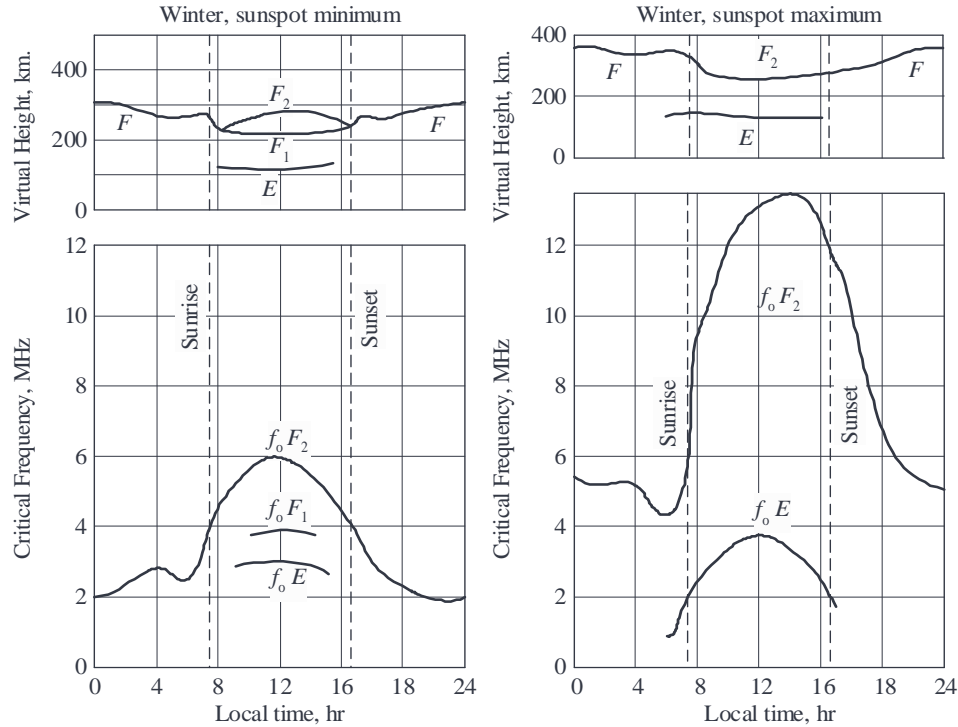 Winter, sunspot minimum
Virtual Height, km.
400
200
0
F
F2
F1
E
F
Critical Frequency, MHz
12
10
8
6
4
2
0
Sunrise
Sunset
foF2
foF1
foE
0 4 8 12 16 18 24
Local time, hr
Winter, sunspot maximum
Virtual Height, km.
400
200
0
F
F2
F
E
Critical Frequency, MHz
12
10
8
6
4
2
0
foF2
Sunrise
Sunset
foE
0 4 8 12 16 18 24
Local time, hr